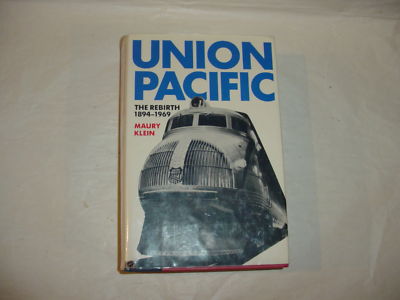 UNION
PACIFIC
THE REBIRTH
1894–1969
MAURY
KLEIN